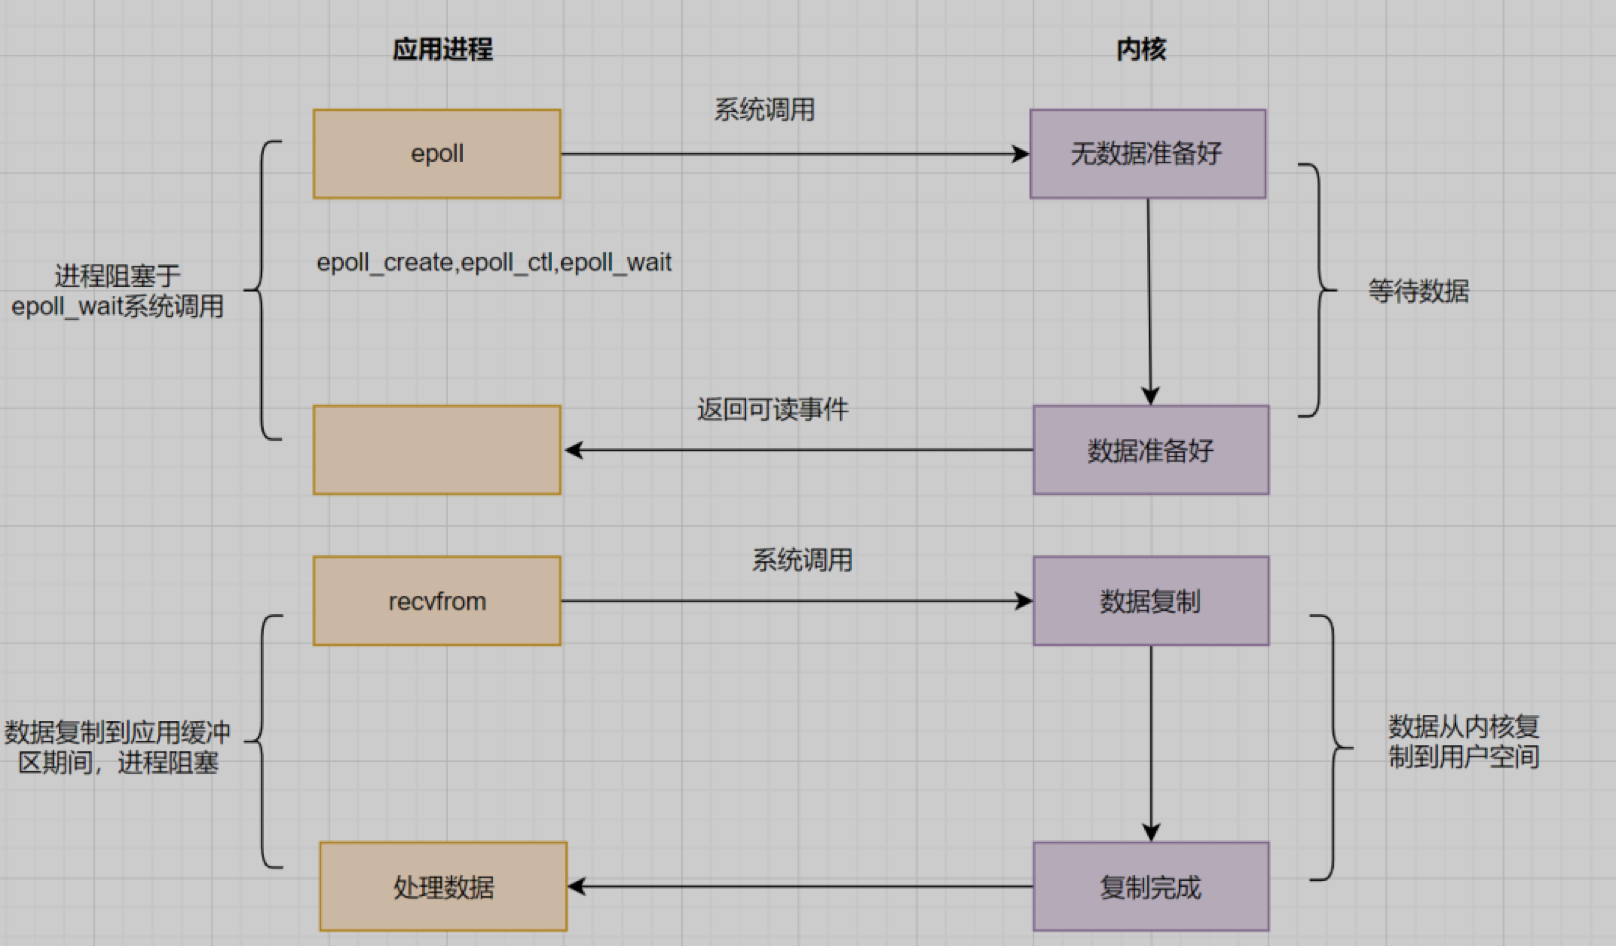 应用进程
内核
系统调用
epoll
无数据准备好
epoll_create,epoll_ctl,epoll_wait
进程阻塞于
epoll_wait系统调用
等待数据
返回可读事件
数据准备好
系统调用
recvfrom
数据复制
数据复制到应用缓冲
区期间，进程阻塞
数据从内核复
制到用户空间
处理数据
复制完成